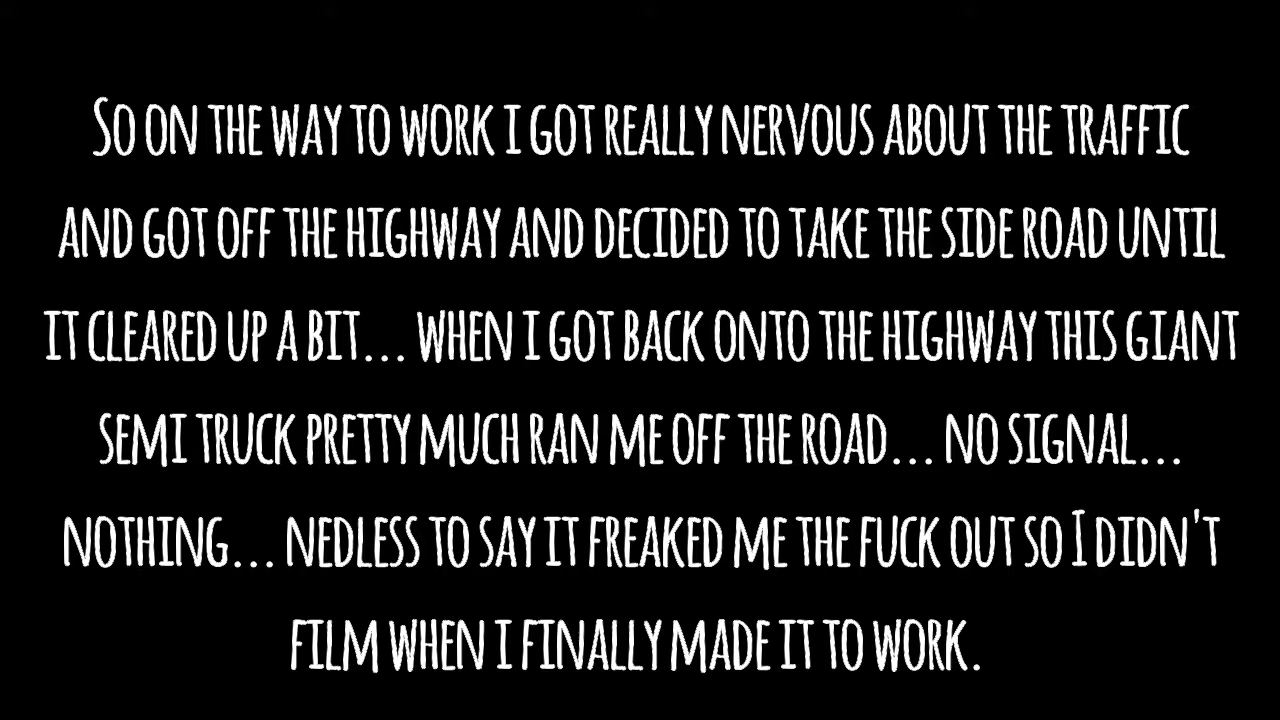 So on the way to work i got really nervous about the traffic
and got off the highway and decided to take the side road until
it cleared up a bit... when i got back onto the highway this giant
semi truck pretty much ran me off the road... no signal...
nothing... nedless to say it freaked me the fuck out so I didn't
film when i finally made it to work.